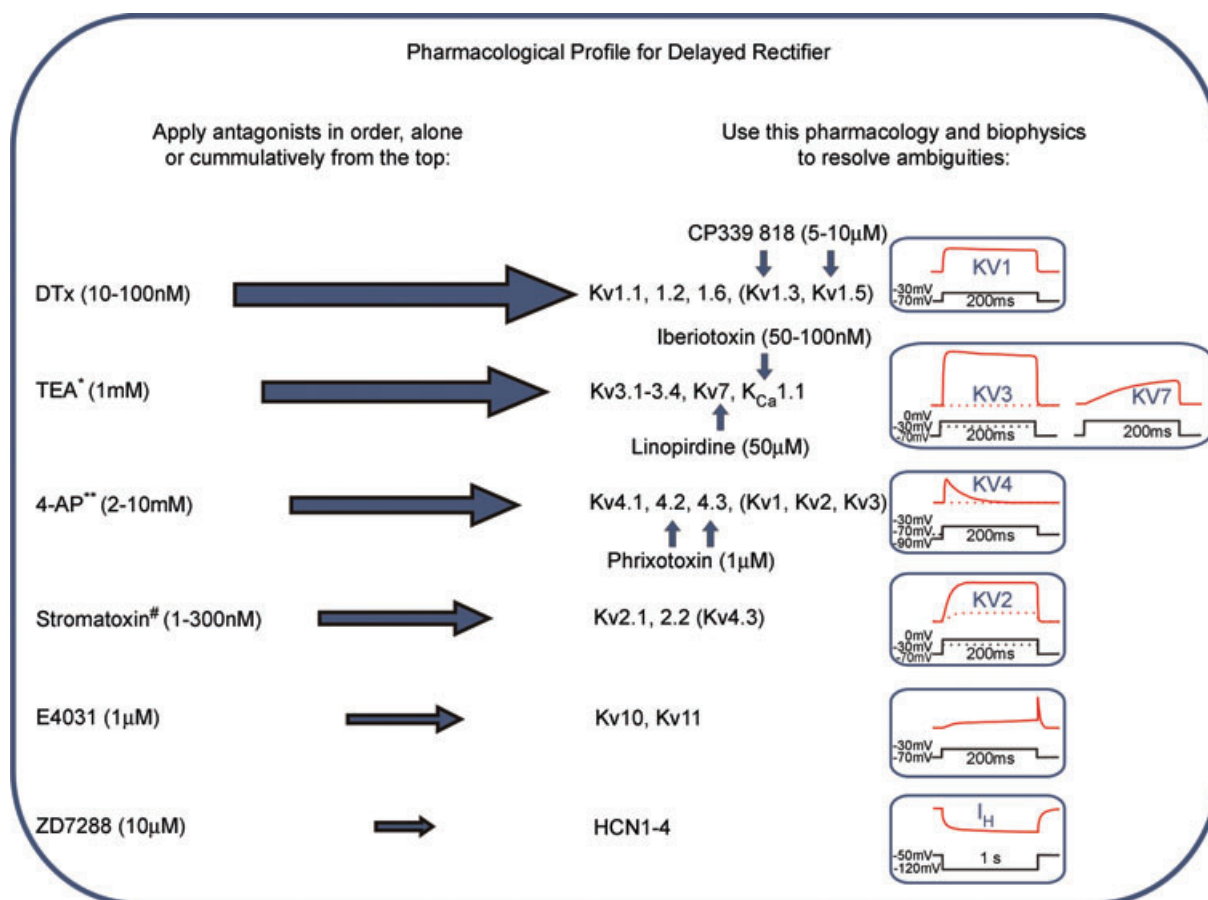 Pharmacological Profile for Delayed Rectifier
Apply antagonists in order, alone
or cummulatively from the top:
Use this pharmacology and biophysics
to resolve ambiguities:
CP339 818 (5-10µM)
DTx (10-100nM)
Kv1.1, 1.2, 1.6, (Kv1.3, Kv1.5)
KV1
-30mV
-70mV
200ms
Iberiotoxin (50-100nM)
TEA* (1mM)
Kv3.1-3.4, Kv7, KCa1.1
Linopirdine (50µM)
KV3
0mV
-30mV
-70mV
200ms
KV7
200ms
4-AP** (2-10mM)
Kv4.1, 4.2, 4.3, (Kv1, Kv2, Kv3)
Phrixotoxin (1µM)
KV4
-30mV
-70mV
-90mV
200ms
Stromatoxin# (1-300nM)
Kv2.1, 2.2 (Kv4.3)
KV2
0mV
-30mV
-70mV
200ms
E4031 (1µM)
Kv10, Kv11
-30mV
-70mV
200ms
ZD7288 (10µM)
HCN1-4
IH
-50mV
-120mV
1 s